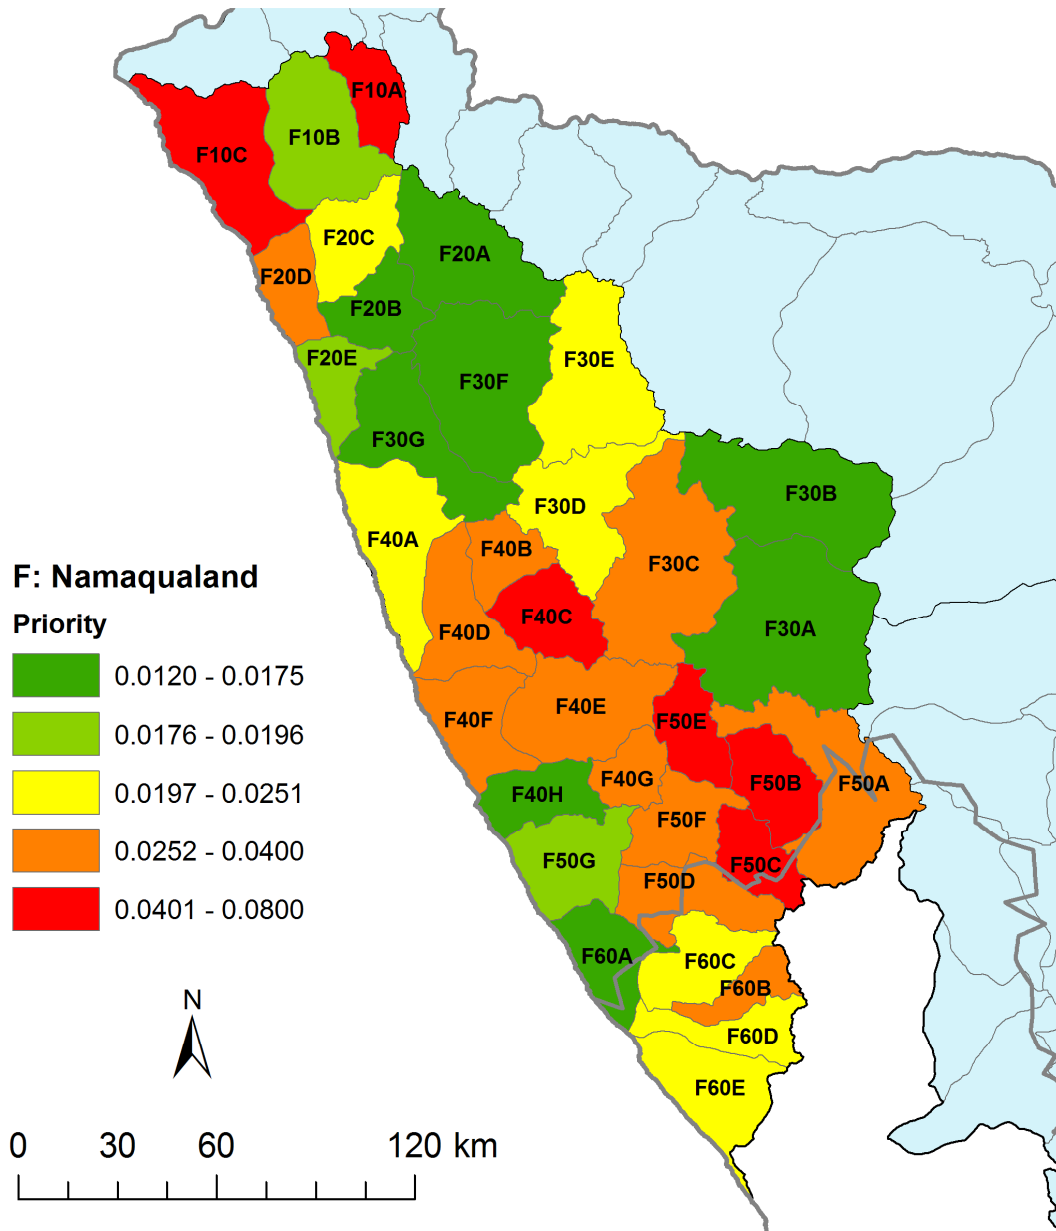 F10A
F10B
F10C
F20C
F20A
F20D
F20B
F20E
F30E
F30F
F30G
F30B
F30D
F40A
F40B
F30C
F40C
F30A
F40D
F40E
F40F
F50E
F40G
F50B
F50A
F40H
F50F
F50G
F50C
F50D
F60A
F60C
F60B
F60D
F60E
F: Namaqualand
Priority
0.0120 - 0.0175
0.0176 - 0.0196
0.0197 - 0.0251
0.0252 - 0.0400
0.0401 - 0.0800
N
0 30 60 120 km